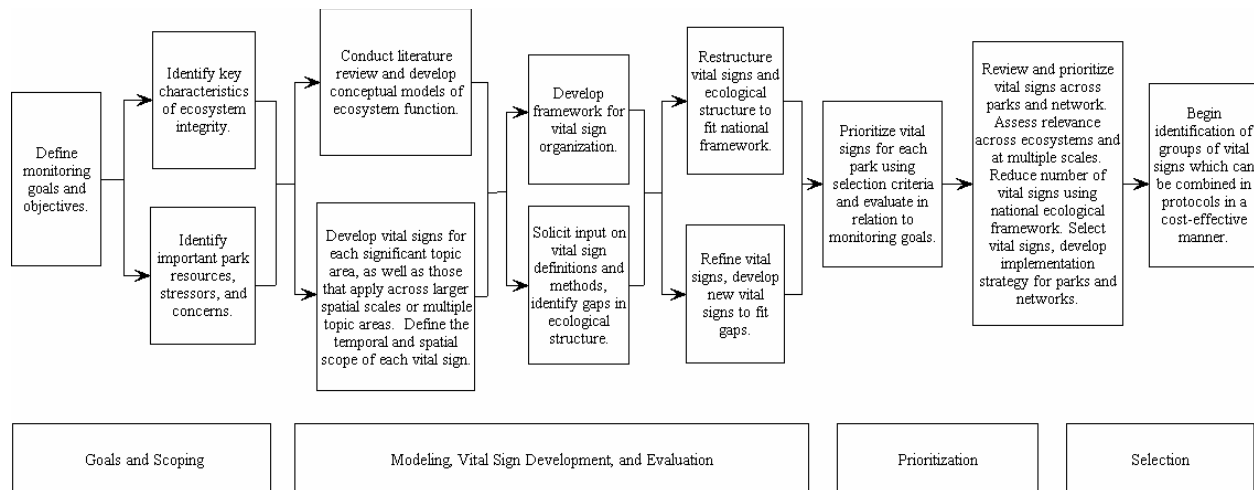 Define
monitoring
goals and
objectives.
Identify key
characteristics
of ecosystem
integrity.
Identify
important park
resources,
stressors, and
concerns.
Conduct literature
review and develop
conceptual models of
ecosystem function.
Develop vital signs for
each significant topic
area, as well as those
that apply across larger
spatial scales or multiple
topic areas. Define the
temporal and spatial
scope of each vital sign.
Develop
framework for
vital sign
organization.
Solicit input on
vital sign
definitions and
methods,
identify gaps in
ecological
structure.
Restructure
vital signs and
ecological
structure to
fit national
framework.
Refine vital
signs, develop
new vital
signs to fit
gaps.
Prioritize vital
signs for each
park using
selection criteria
and evaluate in
relation to
monitoring goals.
Review and prioritize
vital signs across
parks and network.
Assess relevance
across ecosystems and
at multiple scales.
Reduce number of
vital signs using
national ecological
framework. Select
vital signs, develop
implementation
strategy for parks and
networks.
Begin
identification of
groups of vital
signs which can
be combined in
protocols in a
cost-effective
manner.
Goals and Scoping
Modeling, Vital Sign Development, and Evaluation
Prioritization
Selection